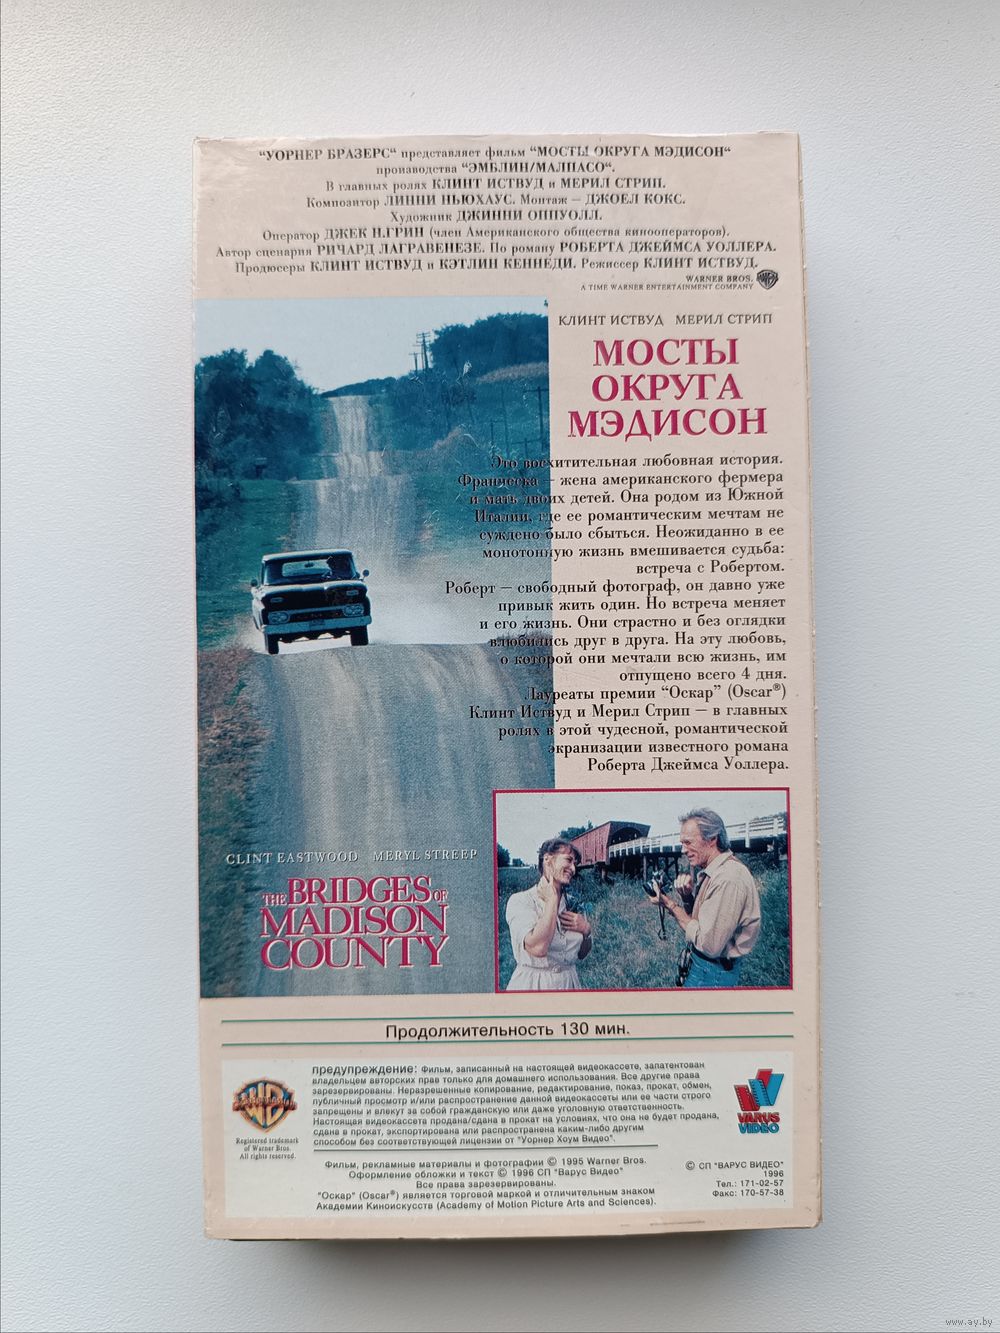 "УОРНЕР БРАЗЕРС" представляет фильм "МОСТЫ ОКРУГА МЭДИСОН"
производства "ЭМБЛИН/МАЛПАСО".
В главных ролях КЛИНТ ИСТВУД и МЕРИЛ СТРИП.
Композитор ЛИННИ НЬЮХАУС. Монтаж – ДЖОЕЛ КОКС.
Художник ДЖИННИ ОППУОЛЛ.
Оператор ДЖЕК Н.ГРИН (член Американского общества кинооператоров).
Автор сценария РИЧАРД ЛАГРАВЕНЕЗЕ. По роману РОБЕРТА ДЖЕЙМСА УОЛЛЕРА.
Продюсеры КЛИНТ ИСТВУД и КЭТЛИН КЕННЕДИ. Режиссер КЛИНТ ИСТВУД.
WARNER BROS.
A TIME WARNER ENTERTAINMENT COMPANY
КЛИНТ ИСТВУД МЕРИЛ СТРИП
МОСТЫ
ОКРУГА
МЭДИСОН
Это восхитительная любовная история.
Франческа – жена американского фермера
и мать двоих детей. Она родом из Южной
Италии, где ее романтическим мечтам не
суждено было сбыться. Неожиданно в ее
монотонную жизнь вмешивается судьба:
встреча с Робертом.
Роберт – свободный фотограф, он давно уже
привык жить один. Но встреча меняет
и его жизнь. Они страстно и без оглядки
влюбились друг в друга. На эту любовь,
о которой они мечтали всю жизнь, им
отпущено всего 4 дня.
Лауреаты премии "Оскар" (Oscar®)
Клинт Иствуд и Мерил Стрип – в главных
ролях в этой чудесной, романтической
экранизации известного романа
Роберта Джеймса Уоллера.
CLINT EASTWOOD MERYL STREEP
THE BRIDGES OF
MADISON
COUNTY
Продолжительность 130 мин.
предупреждение: Фильм, записанный на настоящей видеокассете, запатентован
владельцем авторских прав только для домашнего использования. Все другие права
зарезервированы. Неразрешенные копирование, редактирование, показ, прокат, обмен,
публичный просмотр и/или распространение данной видеокассеты или ее части строго
запрещены и влекут за собой гражданскую или даже уголовную ответственность.
Настоящая видеокассета продана/сдана в прокат на условиях, что она не будет продана,
сдана в прокат, экспортирована или распространена каким-либо другим
способом без соответствующей лицензии от "Уорнер Хоум Видео".
Registered trademark
of Warner Bros.
All rights reserved.
VARUS
VIDEO
Фильм, рекламные материалы и фотографии © 1995 Warner Bros.
Оформление обложки и текст © 1996 СП "Варус Видео"
Все права зарезервированы.
"Оскар" (Oscar®) является торговой маркой и отличительным знаком
Академии Киноискусств (Academy of Motion Picture Arts and Sciences).
© СП "ВАРУС ВИДЕО"
1996
Тел.: 171-02-57
Факс: 170-57-38
www.ay.by